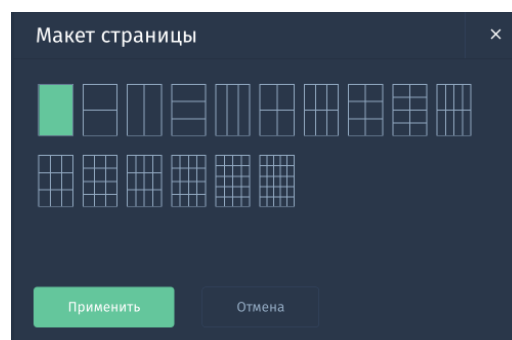 Макет страницы
Применить
Отмена